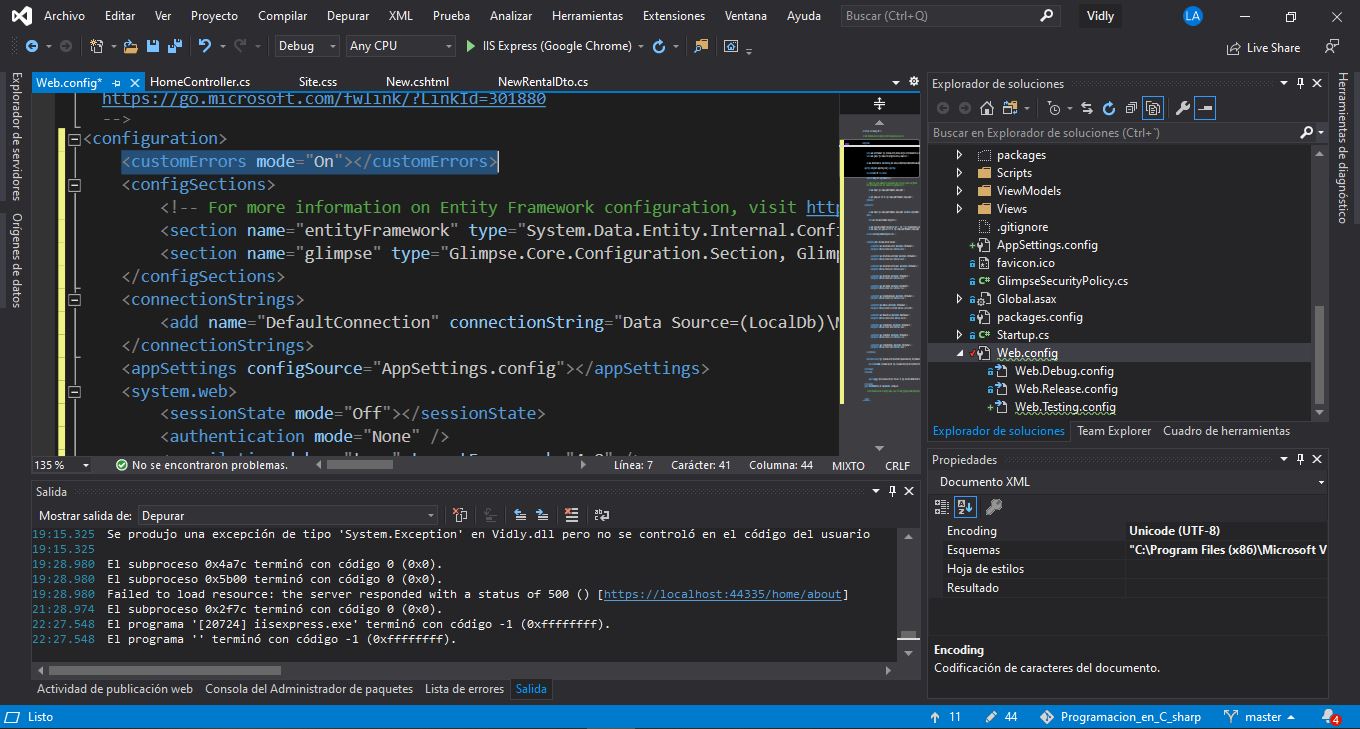 Archivo Editar Ver Proyecto Compilar Depurar XML Prueba Analizar Herramientas Extensiones Ventana Ayuda Buscar (Ctrl+Q) Vidly LA
Debug Any CPU IIS Express (Google Chrome) Live Share
Explorador de servidores
Orígenes de datos
Web.config* HomeController.cs Site.css New.cshtml NewRentalDto.cs
https://go.microsoft.com/fwlink/?LinkId=301880
-->
<configuration>
<customErrors mode="On"></customErrors>
<configSections>
<!-- For more information on Entity Framework configuration, visit http
<section name="entityFramework" type="System.Data.Entity.Internal.Confi
<section name="glimpse" type="Glimpse.Core.Configuration.Section, Glimp
</configSections>
<connectionStrings>
<add name="DefaultConnection" connectionString="Data Source=(LocalDb)\M
</connectionStrings>
<appSettings configSource="AppSettings.config"></appSettings>
<system.web>
<sessionState mode="Off"></sessionState>
<authentication mode="None" />
135 % No se encontraron problemas. Línea: 7 Carácter: 41 Columna: 44 MIXTO CRLF
Salida
Mostrar salida de: Depurar
19:15.325 Se produjo una excepción de tipo 'System.Exception' en Vidly.dll pero no se controló en el código del usuario
19:15.325
19:28.980 El subproceso 0x4a7c terminó con código 0 (0x0).
19:28.980 El subproceso 0x5b00 terminó con código 0 (0x0).
19:28.980 Failed to load resource: the server responded with a status of 500 () [https://localhost:44335/home/about]
21:28.974 El subproceso 0x2f7c terminó con código 0 (0x0).
22:27.548 El programa '[20724] iisexpress.exe' terminó con código -1 (0xffffffff).
22:27.548 El programa '' terminó con código -1 (0xffffffff).
Actividad de publicación web Consola del Administrador de paquetes Lista de errores Salida
Explorador de soluciones
Buscar en Explorador de soluciones (Ctrl+´)
packages
Scripts
ViewModels
Views
.gitignore
AppSettings.config
favicon.ico
C# GlimpseSecurityPolicy.cs
Global.asax
packages.config
C# Startup.cs
Web.config
Web.Debug.config
Web.Release.config
Web.Testing.config
Explorador de soluciones Team Explorer Cuadro de herramientas
Propiedades
Documento XML
Encoding Unicode (UTF-8)
Esquemas "C:\Program Files (x86)\Microsoft V
Hoja de estilos
Resultado
Encoding
Codificación de caracteres del documento.
Herramientas de diagnóstico
Listo 11 44 Programacion_en_C_sharp master 4